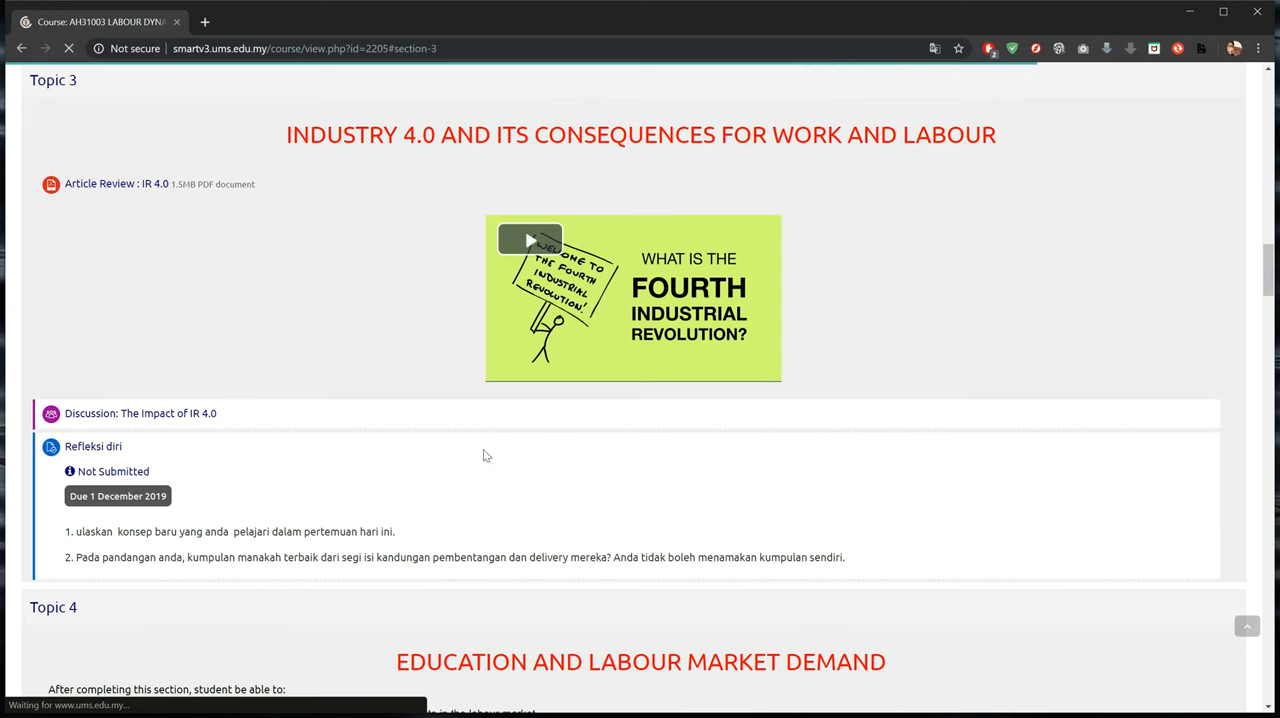 Course: AH31003 LABOUR DYNA
Not secure
smartv3.ums.edu.my/course/view.php?id=2205#section-3
2
Topic 3
INDUSTRY 4.0 AND ITS CONSEQUENCES FOR WORK AND LABOUR
Article Review : IR 4.0 1.5MB PDF document
WELCOME TO
THE FOURTH
INDUSTRIAL
REVOLUTION!
WHAT IS THE
FOURTH
INDUSTRIAL
REVOLUTION?
Discussion: The Impact of IR 4.0
Refleksi diri
Not Submitted
Due 1 December 2019
1. ulaskan konsep baru yang anda pelajari dalam pertemuan hari ini.
2. Pada pandangan anda, kumpulan manakah terbaik dari segi isi kandungan pembentangan dan delivery mereka? Anda tidak boleh menamakan kumpulan sendiri.
Topic 4
EDUCATION AND LABOUR MARKET DEMAND
After completing this section, student be able to:
in the labour market
Waiting for www.ums.edu.my...